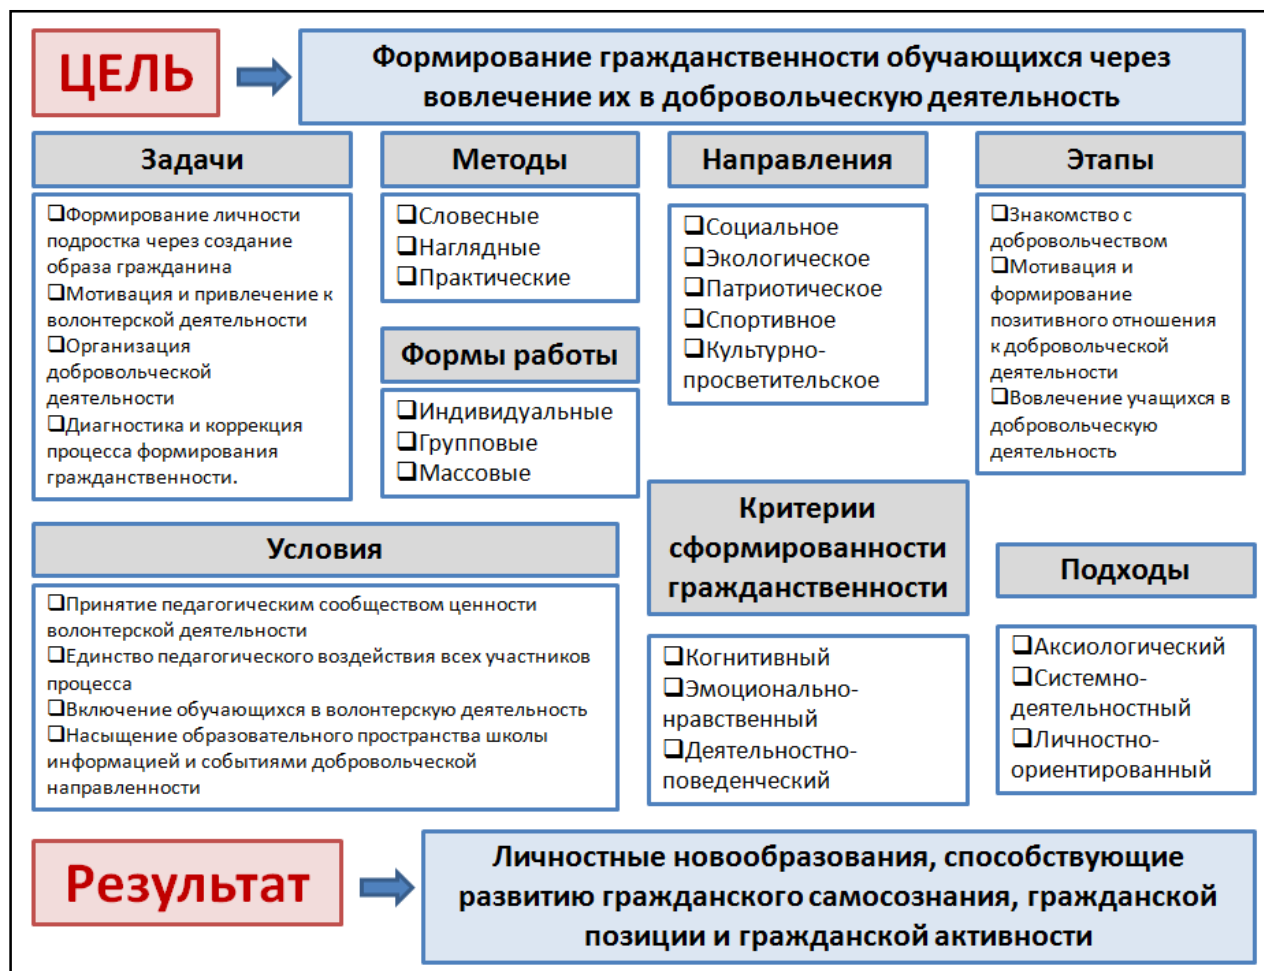 ЦЕЛЬ
Формирование гражданственности обучающихся через
вовлечение их в добровольческую деятельность
Задачи
❑Формирование личности
подростка через создание
образа гражданина
❑Мотивация и привлечение к
волонтерской деятельности
❑Организация
добровольческой
деятельности
❑Диагностика и коррекция
процесса формирования
гражданственности.
Методы
❑Словесные
❑Наглядные
❑Практические
Формы работы
❑Индивидуальные
❑Групповые
❑Массовые
Направления
❑Социальное
❑Экологическое
❑Патриотическое
❑Спортивное
❑Культурно-
просветительское
Этапы
❑Знакомство с
добровольчеством
❑Мотивация и
формирование
позитивного отношения
к добровольческой
деятельности
❑Вовлечение учащихся в
добровольческую
деятельность
Условия
❑Принятие педагогическим сообществом ценности
волонтерской деятельности
❑Единство педагогического воздействия всех участников
процесса
❑Включение обучающихся в волонтерскую деятельность
❑Насыщение образовательного пространства школы
информацией и событиями добровольческой
направленности
Критерии
сформированности
гражданственности
❑Когнитивный
❑Эмоционально-
нравственный
❑Деятельностно-
поведенческий
Подходы
❑Аксиологический
❑Системно-
деятельностный
❑Личностно-
ориентированный
Результат
Личностные новообразования, способствующие
развитию гражданского самосознания, гражданской
позиции и гражданской активности